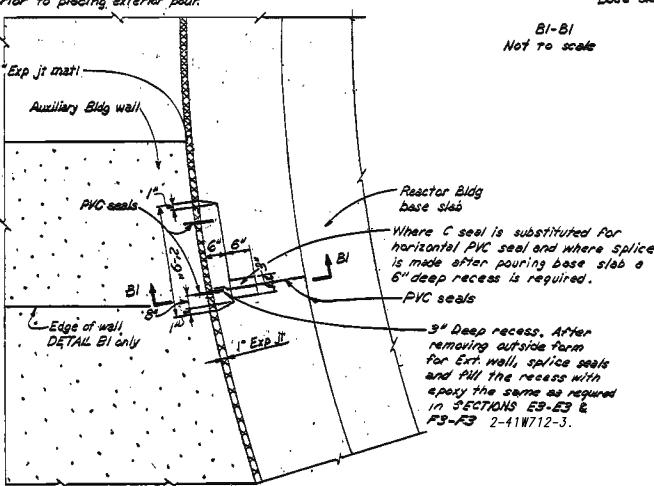 prior to placing exterior pour.
B1-B1
Not to scale
"Exp jt matl
Auxiliary Bldg wall
PVC seals
1"
6" 6"
2'-9"
B1
8"
1"
Edge of wall
DETAIL B1 only
1" Exp jt
B1
Reactor Bldg
base slab
Where C seal is substituted for
horizontal PVC seal and where splice
is made after pouring base slab a
6" deep recess is required.
PVC seals
3" Deep recess. After
removing outside form
for Ext. wall, splice seals
and fill the recess with
epoxy the same as required
in SECTIONS E3-E3 &
F3-F3 2-41W712-3.